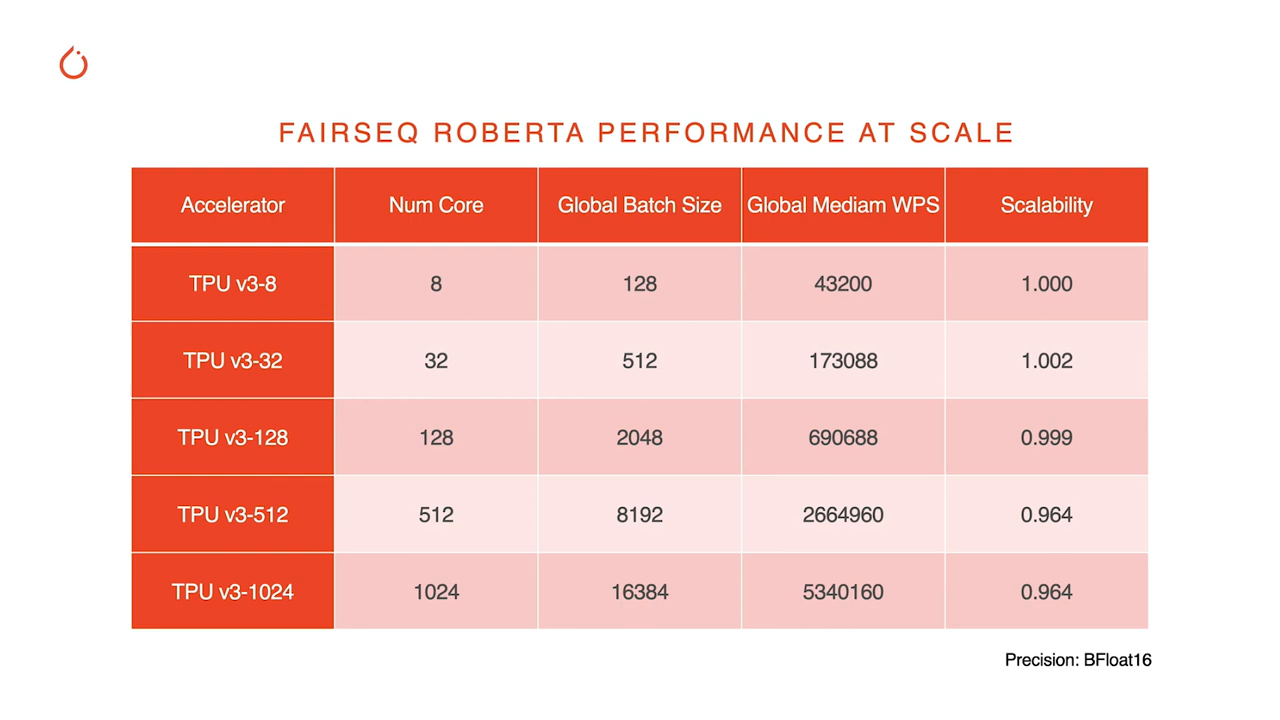 FAIRSEQ ROBERTA PERFORMANCE AT SCALE
Accelerator Num Core Global Batch Size Global Mediam WPS Scalability
TPU v3-8 8 128 43200 1.000
TPU v3-32 32 512 173088 1.002
TPU v3-128 128 2048 690688 0.999
TPU v3-512 512 8192 2664960 0.964
TPU v3-1024 1024 16384 5340160 0.964
Precision: BFloat16